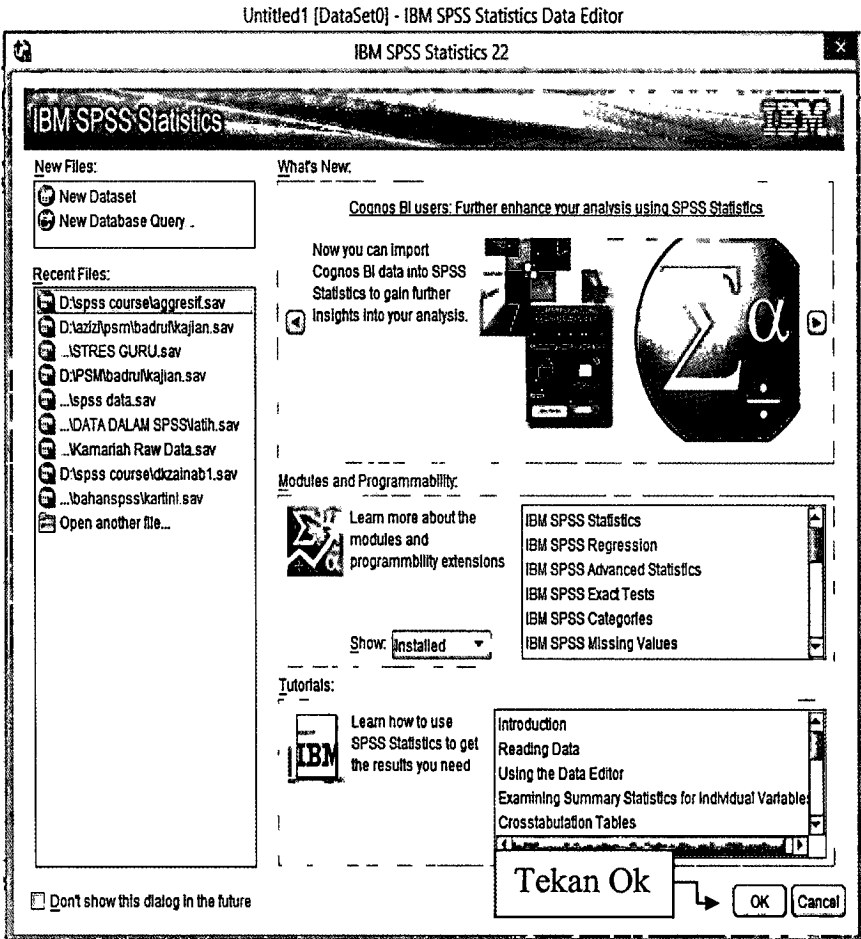 Untitled1 [DataSet0] - IBM SPSS Statistics Data Editor
IBM SPSS Statistics 22
IBM SPSS Statistics
IBM
New Files:
New Dataset
New Database Query ..
Recent Files:
D:\spss course\aggresif.sav
D:\azizi\psm\badrul\kajian.sav
...\STRES GURU.sav
D:\PSM\badrul\kajian.sav
...\spss data.sav
...\DATA DALAM SPSS\latih.sav
...\Kamariah Raw Data.sav
D:\spss course\dkzainab1.sav
...\bahanspss\kartini.sav
Open another file...
What's New:
Cognos BI users: Further enhance your analysis using SPSS Statistics
Now you can import
Cognos BI data into SPSS
Statistics to gain further
insights into your analysis.
Σ α ÷
Modules and Programmability:
Learn more about the
modules and
programmbility extensions
Show: Installed
IBM SPSS Statistics
IBM SPSS Regression
IBM SPSS Advanced Statistics
IBM SPSS Exact Tests
IBM SPSS Categories
IBM SPSS Missing Values
Tutorials:
IBM
Learn how to use
SPSS Statistics to get
the results you need
Introduction
Reading Data
Using the Data Editor
Examining Summary Statistics for Individual Variables
Crosstabulation Tables
Tekan Ok
Don't show this dialog in the future
OK
Cancel